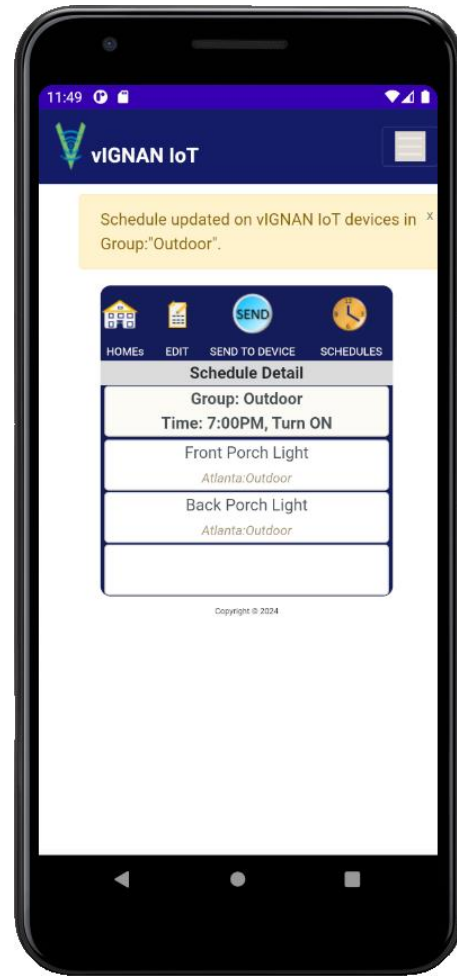 11:49
vIGNAN IoT
Schedule updated on vIGNAN IoT devices in x
Group:"Outdoor".
SEND
HOMEs EDIT SEND TO DEVICE SCHEDULES
Schedule Detail
Group: Outdoor
Time: 7:00PM, Turn ON
Front Porch Light
Atlanta:Outdoor
Back Porch Light
Atlanta:Outdoor
Copyright © 2024